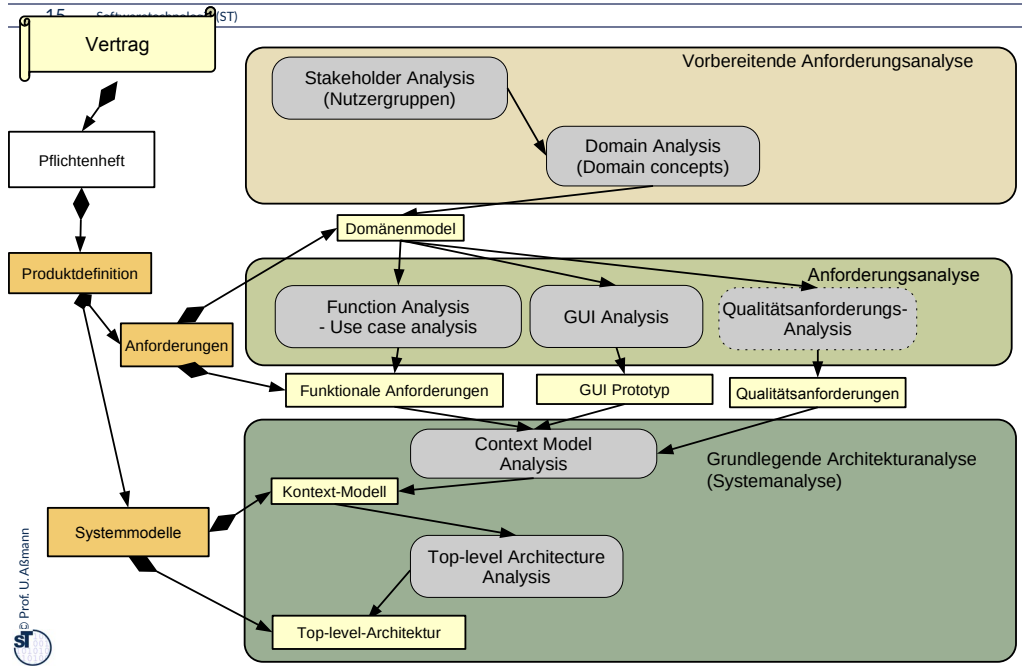 15 Softwaretechnologie (ST)
Vertrag
Vorbereitende Anforderungsanalyse
Stakeholder Analysis
(Nutzergruppen)
Domain Analysis
(Domain concepts)
Pflichtenheft
Domänenmodel
Produktdefinition
Anforderungsanalyse
Function Analysis
- Use case analysis
GUI Analysis
Qualitätsanforderungs-
Analysis
Anforderungen
Funktionale Anforderungen
GUI Prototyp
Qualitätsanforderungen
Context Model
Analysis
Grundlegende Architekturanalyse
(Systemanalyse)
Kontext-Modell
Systemmodelle
Top-level Architecture
Analysis
Top-level-Architektur
© Prof. U. Aßmann
ST